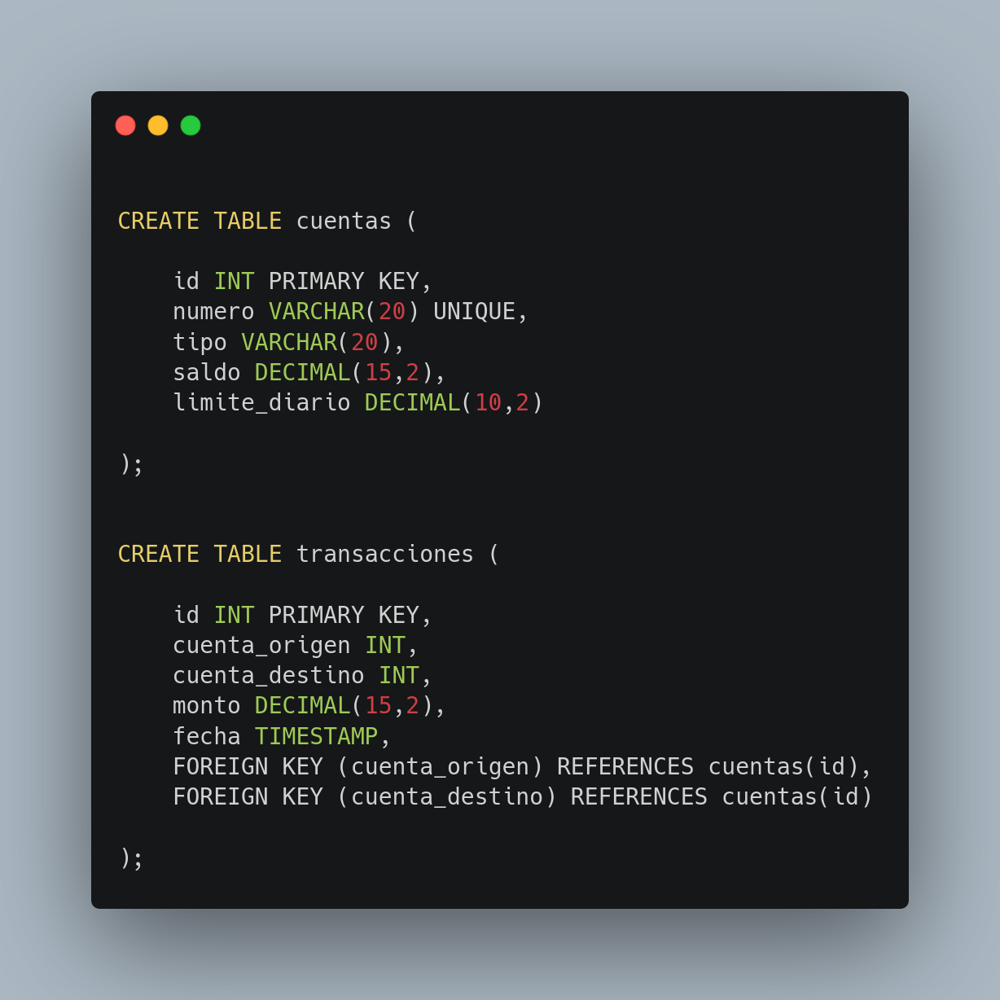 CREATE TABLE cuentas (
    id INT PRIMARY KEY,
    numero VARCHAR(20) UNIQUE,
    tipo VARCHAR(20),
    saldo DECIMAL(15,2),
    limite_diario DECIMAL(10,2)
);
CREATE TABLE transacciones (
    id INT PRIMARY KEY,
    cuenta_origen INT,
    cuenta_destino INT,
    monto DECIMAL(15,2),
    fecha TIMESTAMP,
    FOREIGN KEY (cuenta_origen) REFERENCES cuentas(id),
    FOREIGN KEY (cuenta_destino) REFERENCES cuentas(id)
);